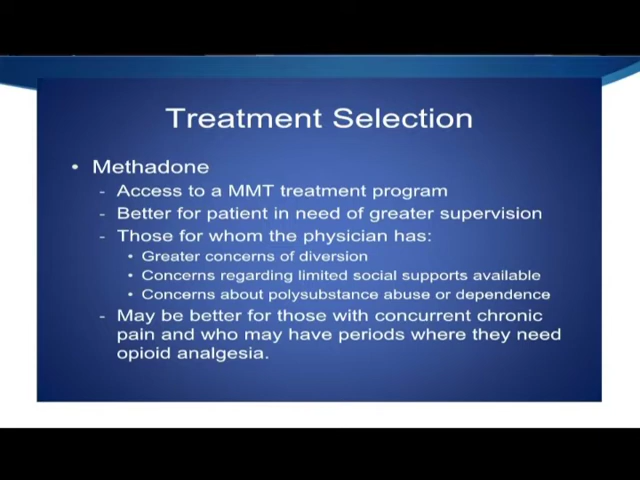 Treatment Selection
• Methadone
- Access to a MMT treatment program
- Better for patient in need of greater supervision
- Those for whom the physician has:
• Greater concerns of diversion
• Concerns regarding limited social supports available
• Concerns about polysubstance abuse or dependence
- May be better for those with concurrent chronic
pain and who may have periods where they need
opioid analgesia.